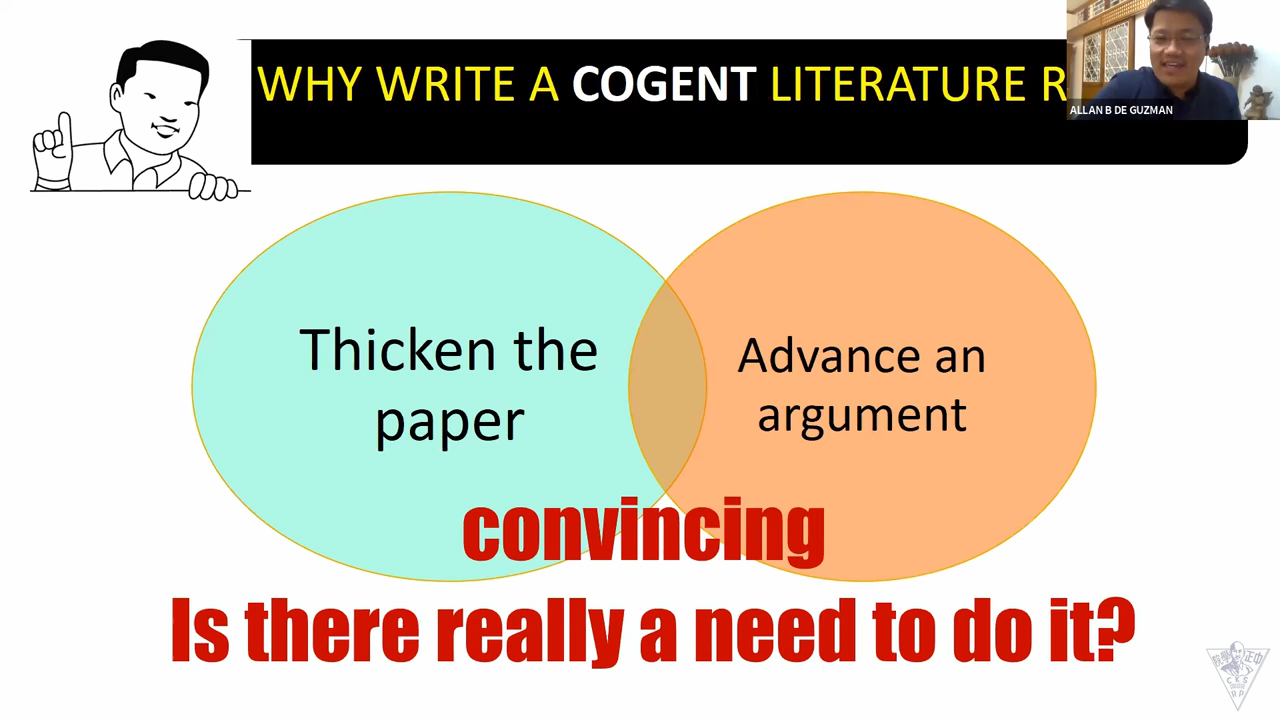 WHY WRITE A COGENT LITERATURE R
ALLAN B DE GUZMAN
Thicken the
paper
Advance an
argument
convincing
Is there really a need to do it?
C K S